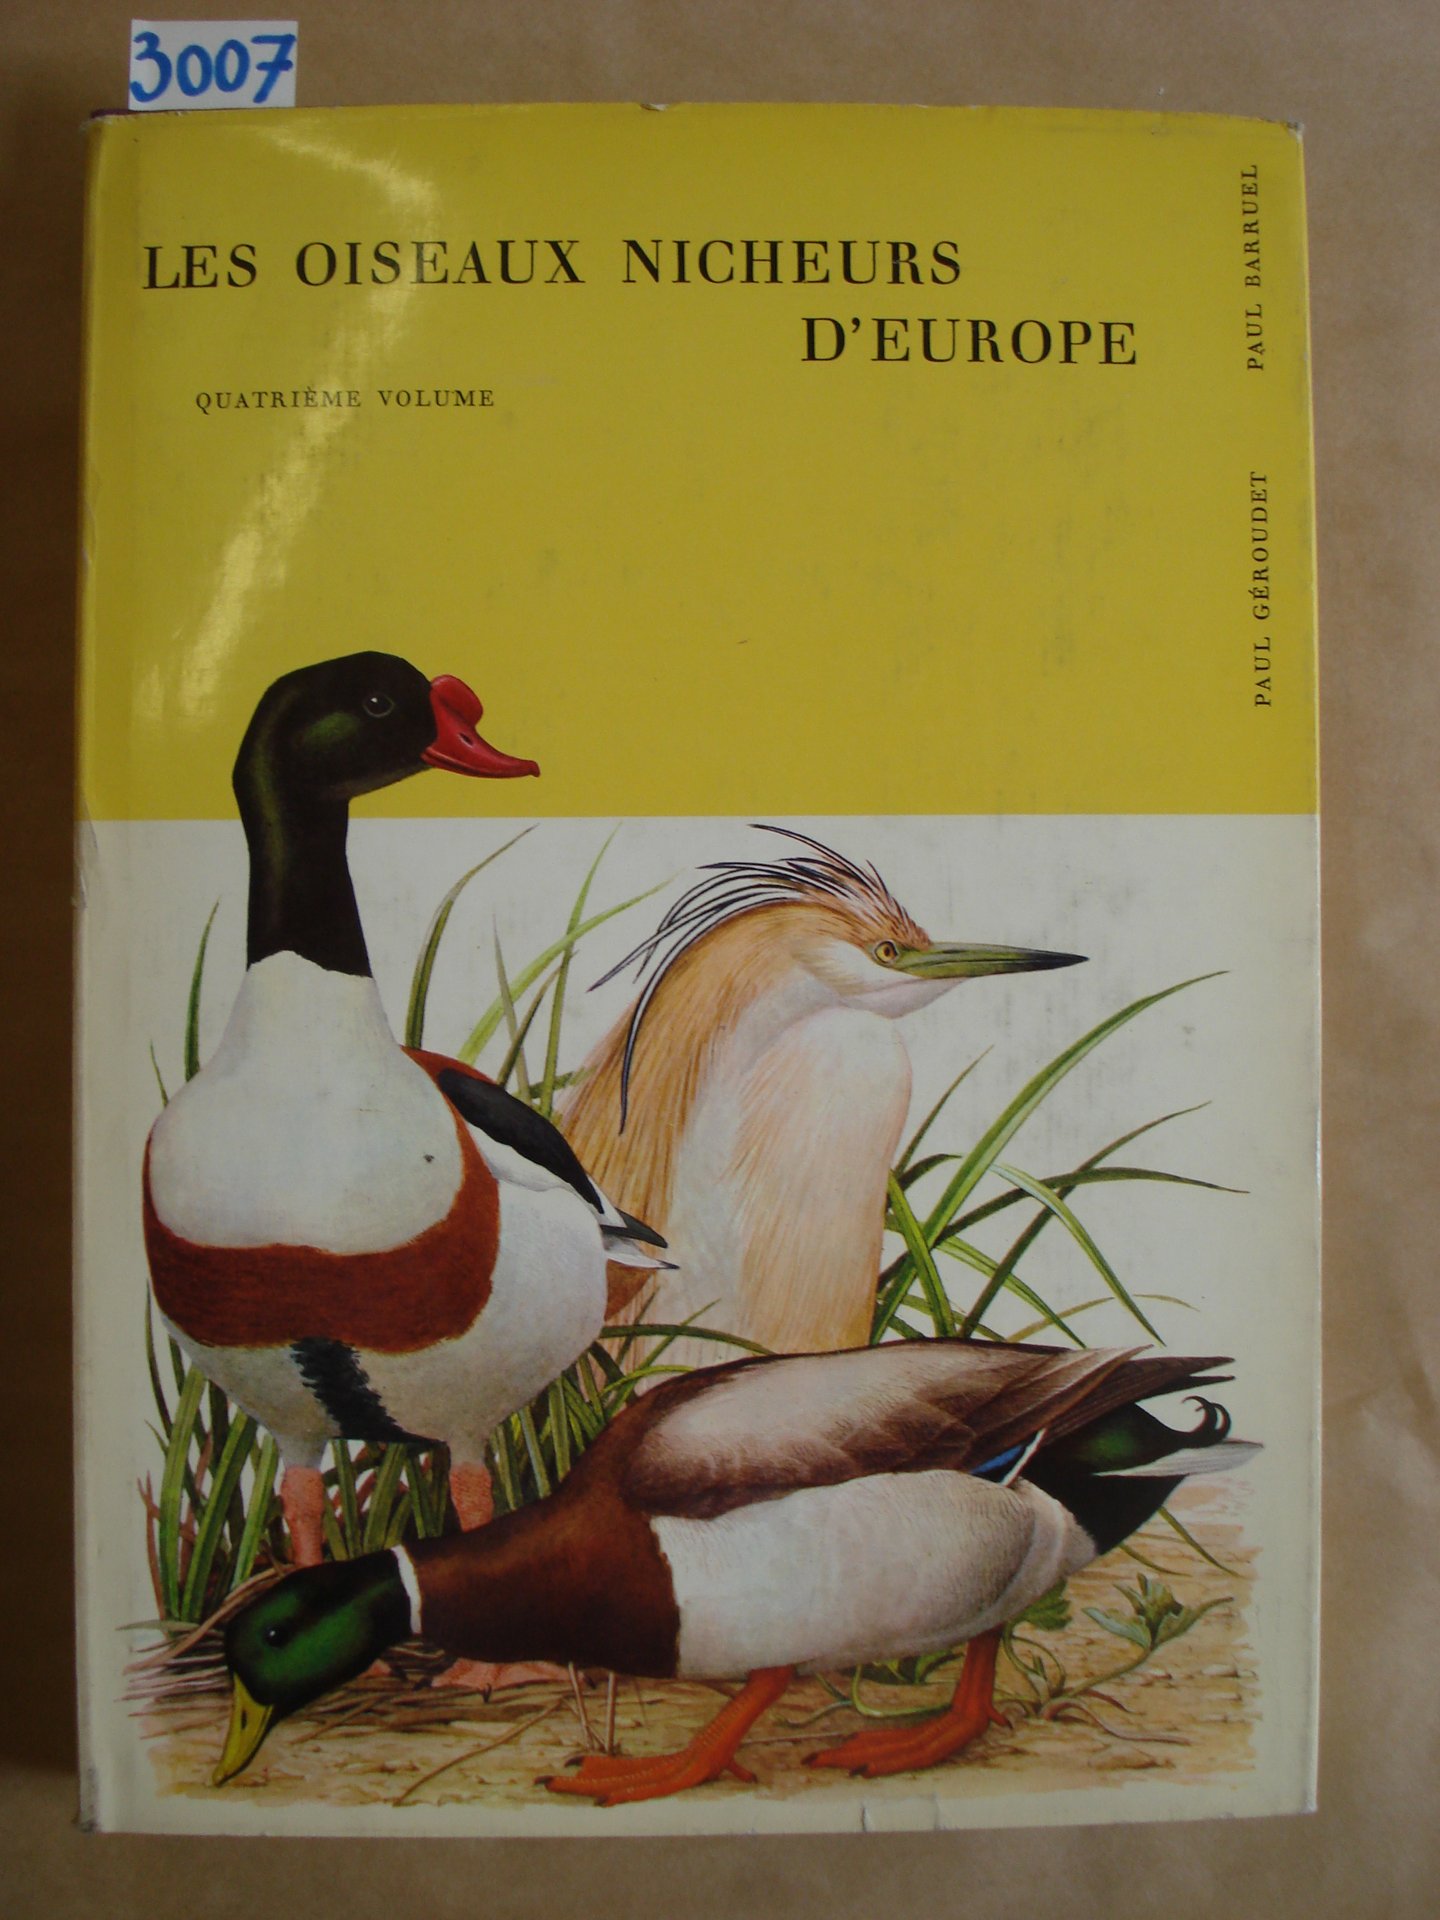 3007
LES OISEAUX NICHEURS
D'EUROPE
QUATRIÈME VOLUME
PAUL GÉROUDET
PAUL BARRUEL